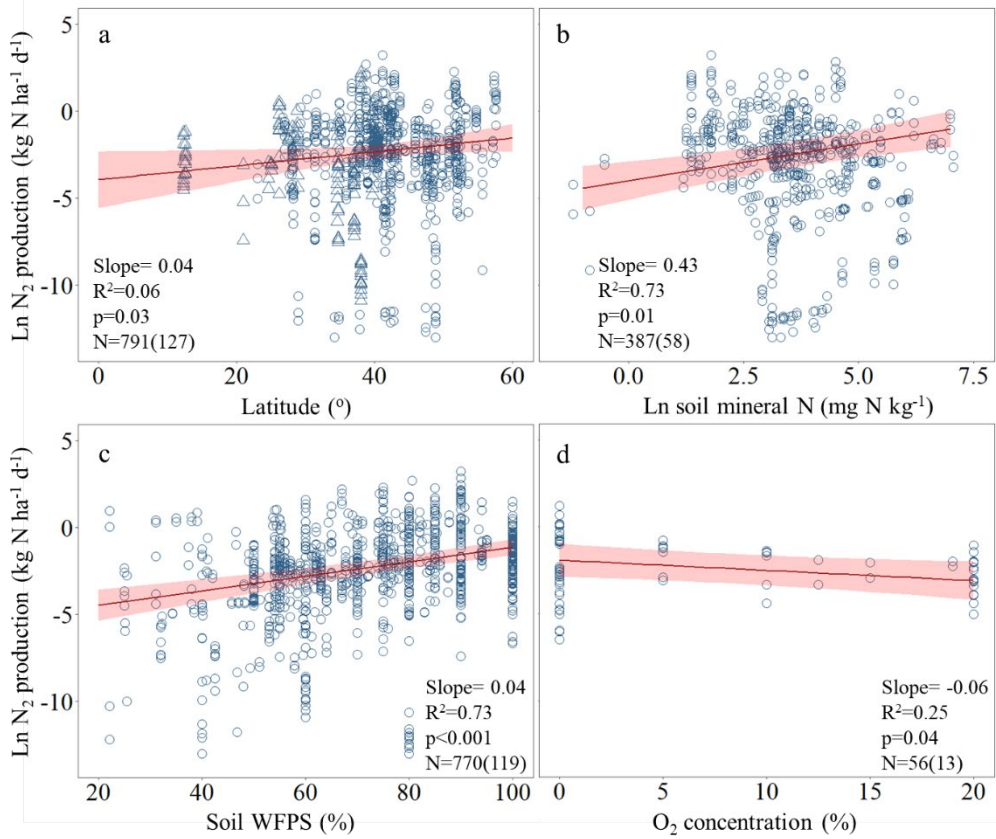 a
Ln N₂ production (kg N ha⁻¹ d⁻¹)
5
0
-5
-10
Slope= 0.04
R²=0.06
p=0.03
N=791(127)
0 20 40 60
Latitude (º)
b
Slope= 0.43
R²=0.73
p=0.01
N=387(58)
0.0 2.5 5.0 7.5
Ln soil mineral N (mg N kg⁻¹)
c
Ln N₂ production (kg N ha⁻¹ d⁻¹)
5
0
-5
-10
Slope= 0.04
R²=0.73
p<0.001
N=770(119)
20 40 60 80 100
Soil WFPS (%)
d
Slope= -0.06
R²=0.25
p=0.04
N=56(13)
0 5 10 15 20
O₂ concentration (%)